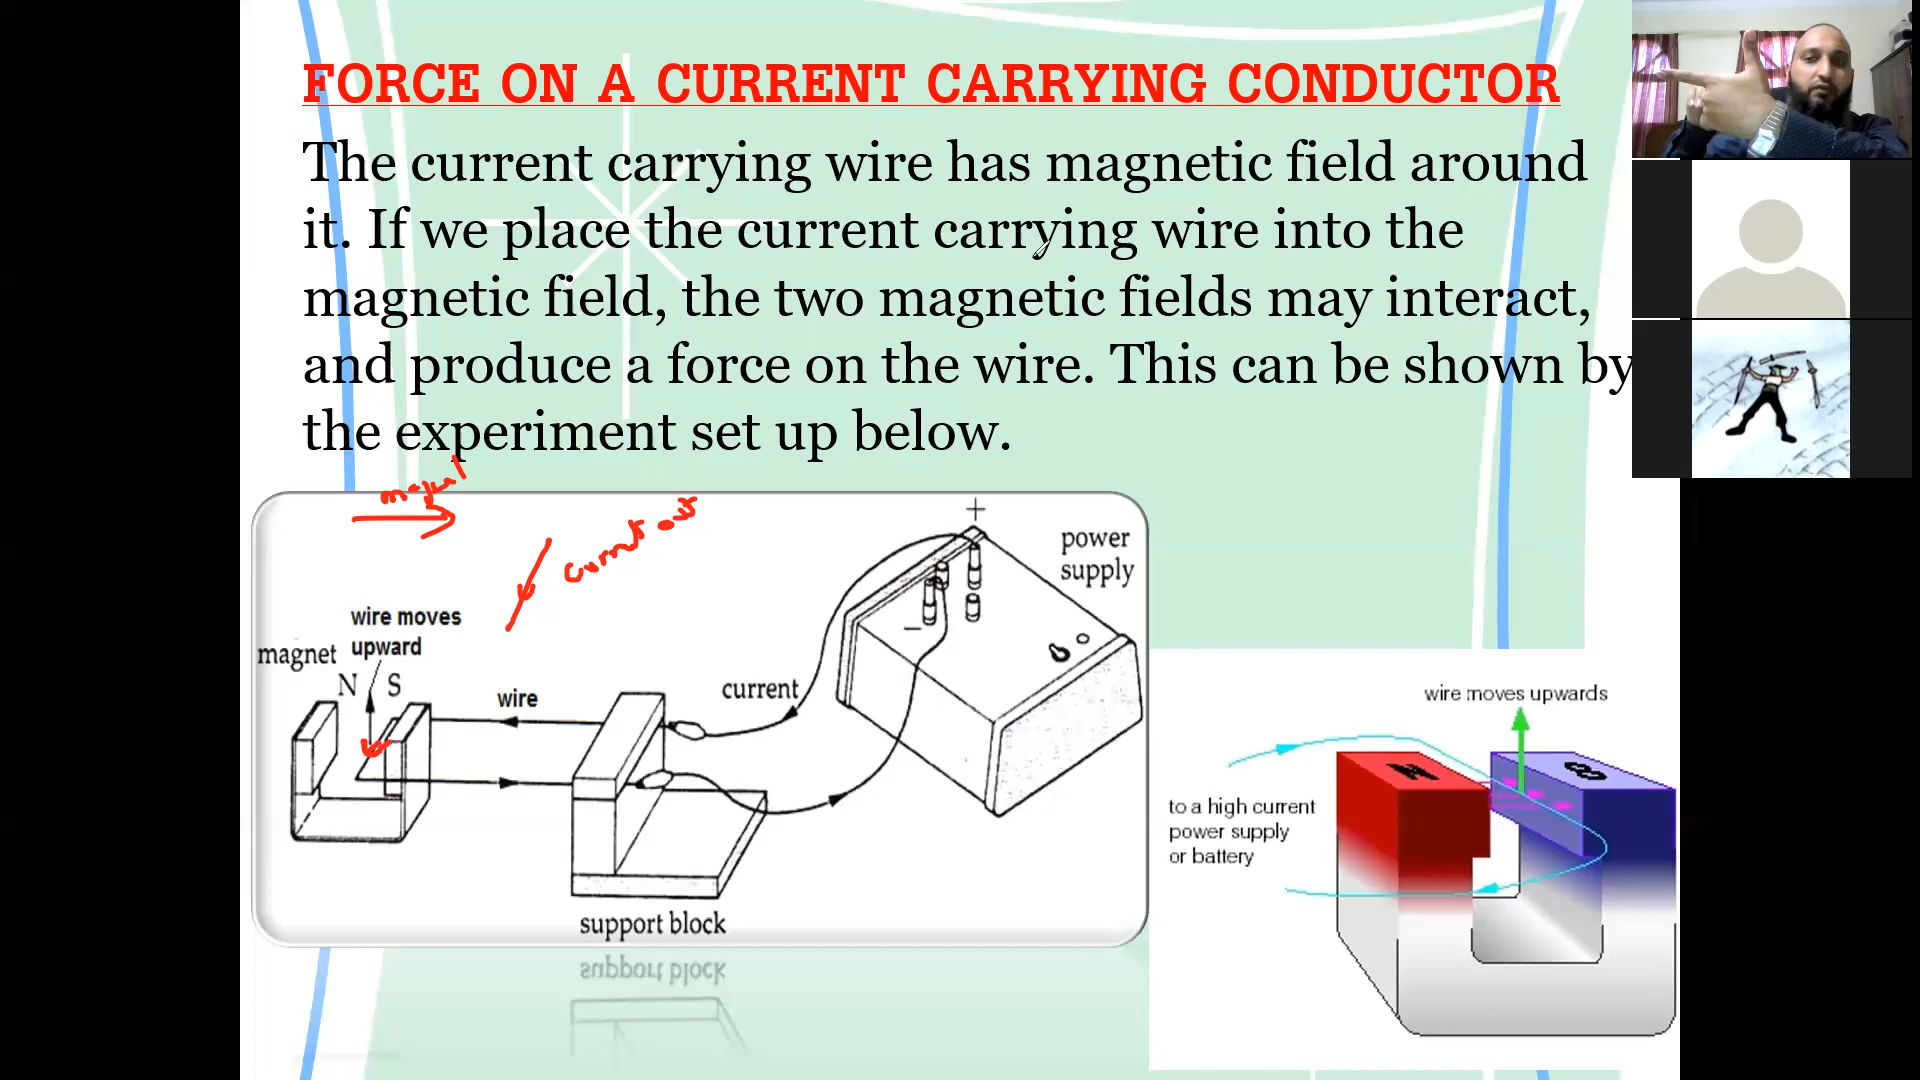 FORCE ON A CURRENT CARRYING CONDUCTOR
The current carrying wire has magnetic field around
it. If we place the current carrying wire into the
magnetic field, the two magnetic fields may interact,
and produce a force on the wire. This can be shown by
the experiment set up below.
Current out
+
power
supply
−
wire moves
upward
magnet
N S
wire
current
support block
wire moves upwards
to a high current
power supply
or battery